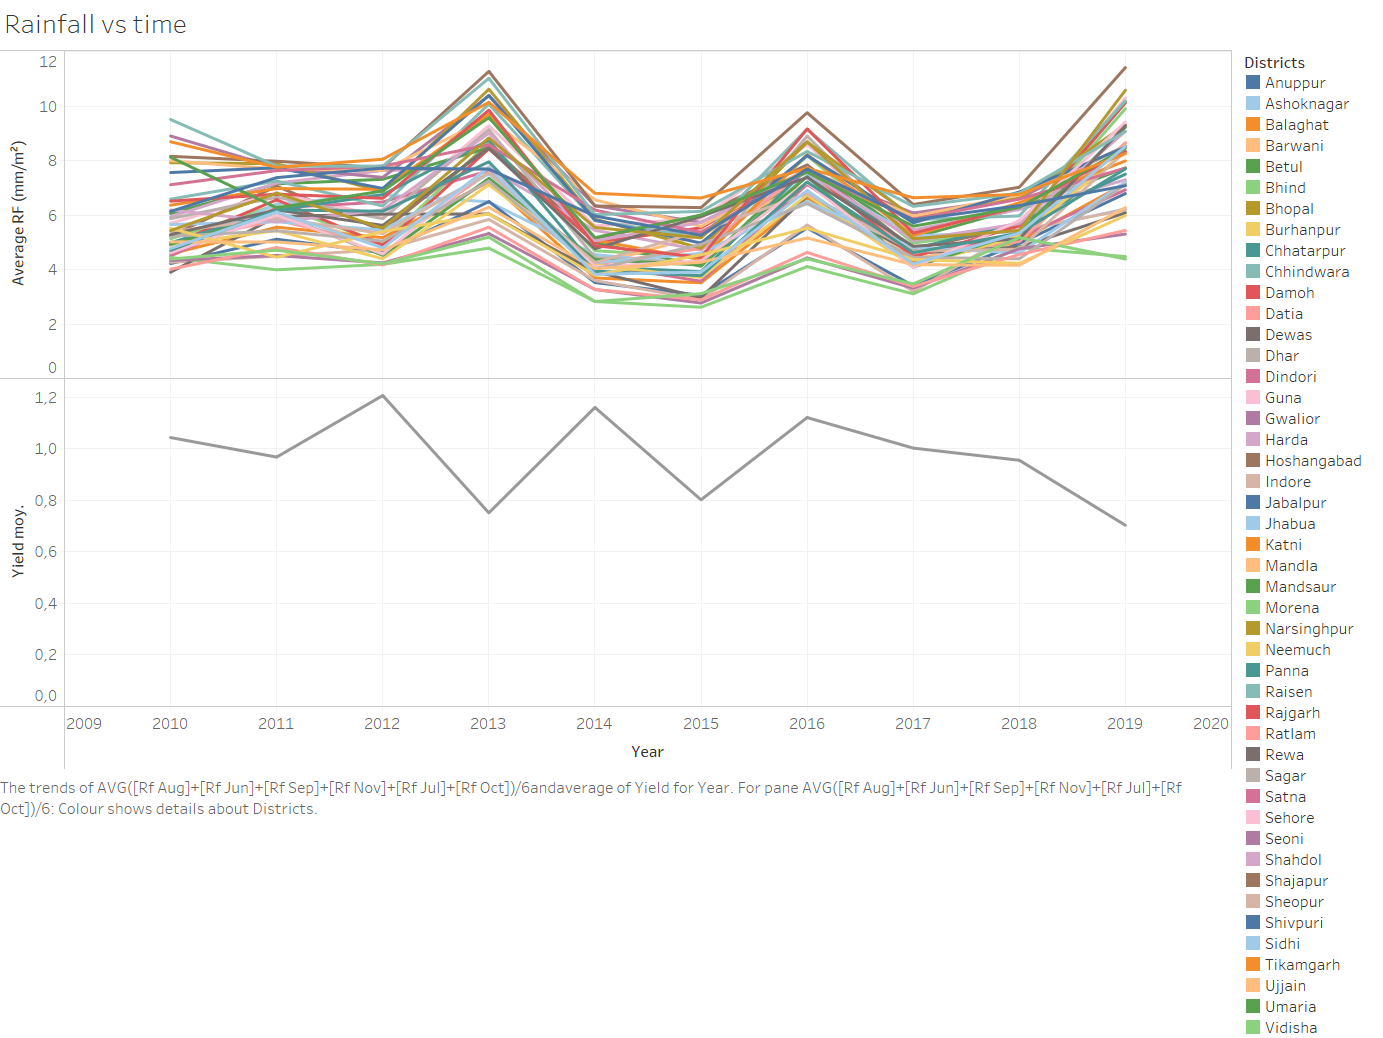 Rainfall vs time
12
10
8
6
4
2
0
Average RF (mm/m²)
1,2
1,0
0,8
0,6
0,4
0,2
0,0
Yield moy.
2009 2010 2011 2012 2013 2014 2015 2016 2017 2018 2019 2020
Year
The trends of AVG([Rf Aug]+[Rf Jun]+[Rf Sep]+[Rf Nov]+[Rf Jul]+[Rf Oct])/6andaverage of Yield for Year. For pane AVG([Rf Aug]+[Rf Jun]+[Rf Sep]+[Rf Nov]+[Rf Jul]+[Rf
Oct])/6: Colour shows details about Districts.
Districts
Anuppur
Ashoknagar
Balaghat
Barwani
Betul
Bhind
Bhopal
Burhanpur
Chhatarpur
Chhindwara
Damoh
Datia
Dewas
Dhar
Dindori
Guna
Gwalior
Harda
Hoshangabad
Indore
Jabalpur
Jhabua
Katni
Mandla
Mandsaur
Morena
Narsinghpur
Neemuch
Panna
Raisen
Rajgarh
Ratlam
Rewa
Sagar
Satna
Sehore
Seoni
Shahdol
Shajapur
Sheopur
Shivpuri
Sidhi
Tikamgarh
Ujjain
Umaria
Vidisha